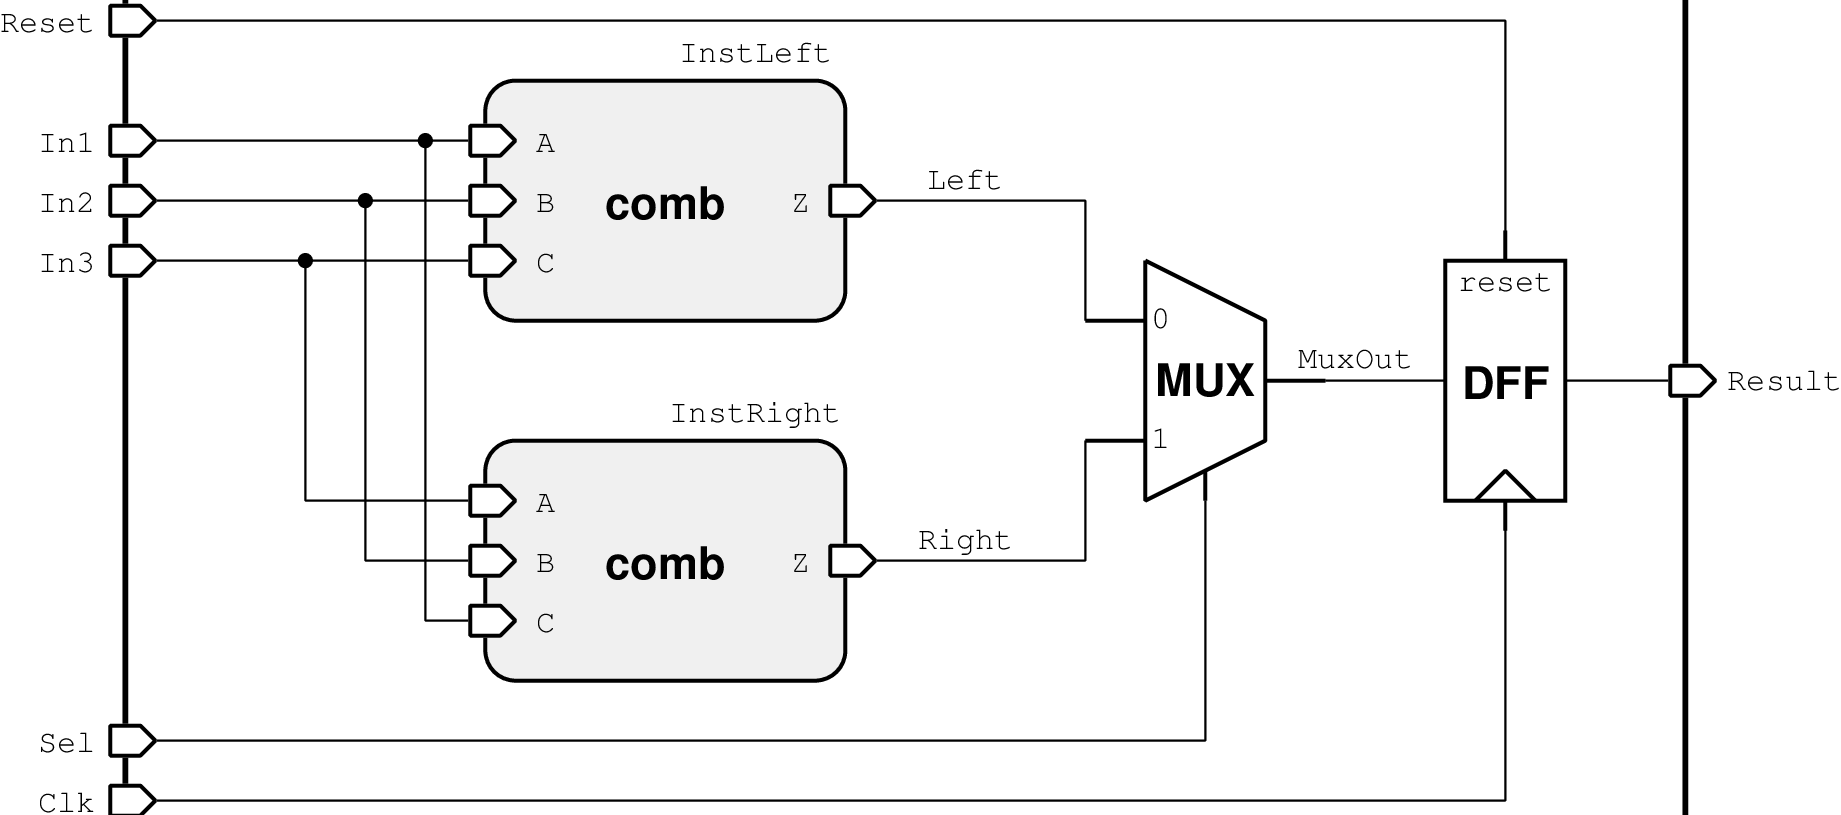 Reset
InstLeft
In1
A
In2
B
comb
Z
Left
In3
C
reset
0
MUX
MuxOut
DFF
Result
InstRight
1
A
B
comb
Z
Right
C
Sel
Clk